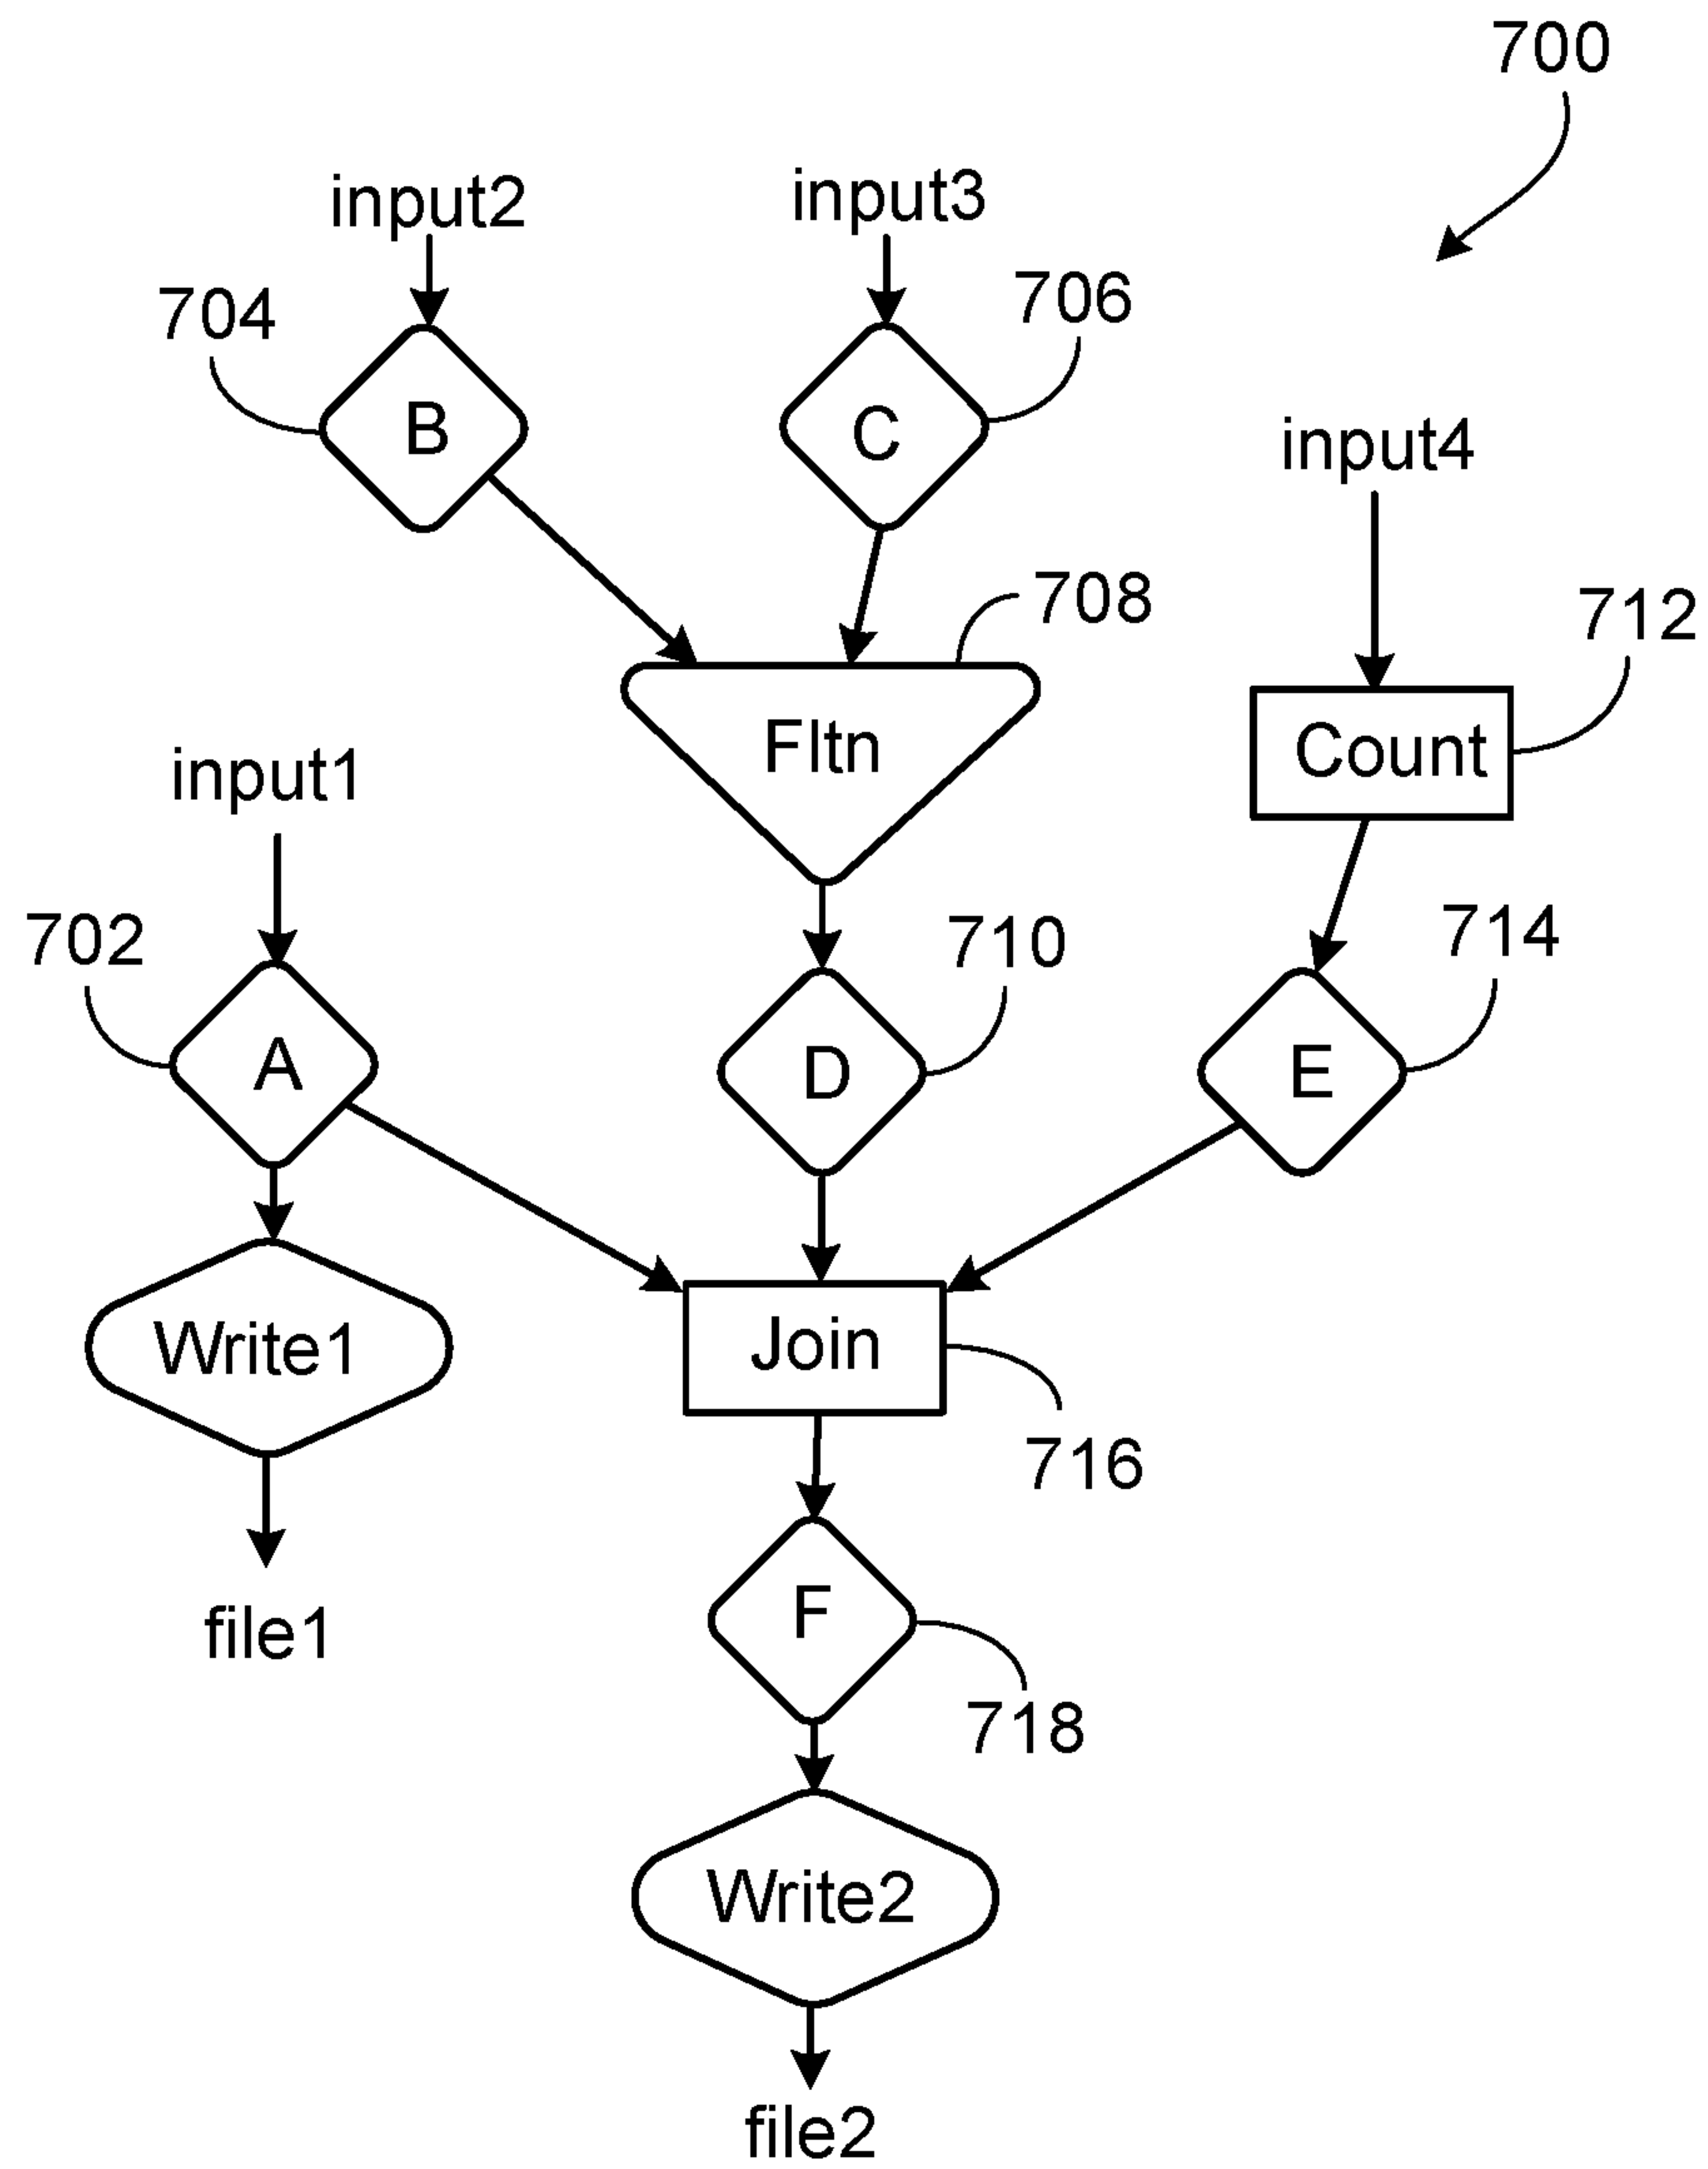 700
input2
input3
704
706
B
C
input4
708
712
Fltn
Count
input1
702
710
714
A
D
E
Write1
Join
716
file1
F
718
Write2
file2